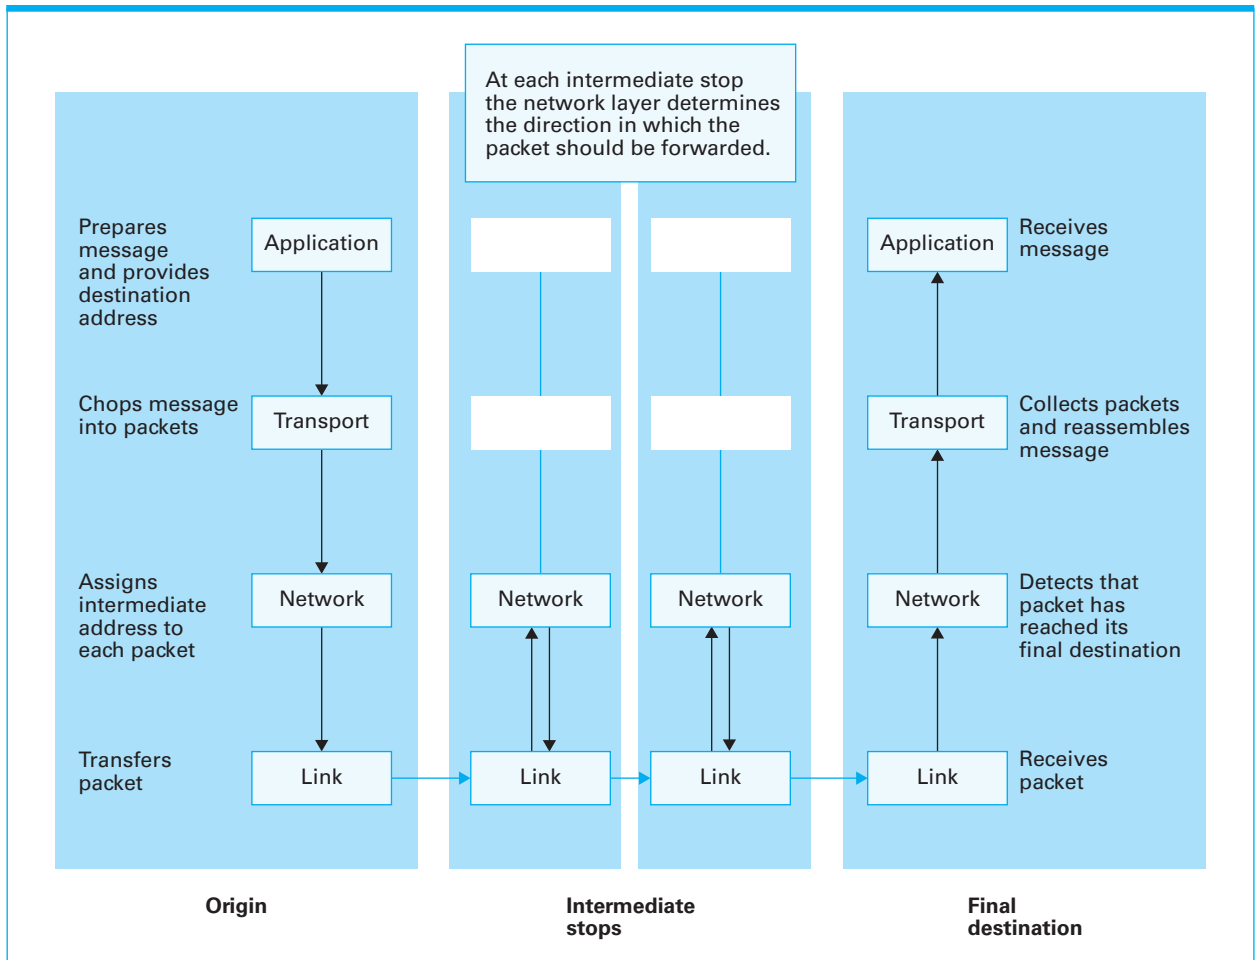 At each intermediate stop
the network layer determines
the direction in which the
packet should be forwarded.
Prepares
message
and provides
destination
address
Application
Application
Receives
message
Chops message
into packets
Transport
Transport
Collects packets
and reassembles
message
Assigns
intermediate
address to
each packet
Network
Network
Network
Network
Detects that
packet has
reached its
final destination
Transfers
packet
Link
Link
Link
Link
Receives
packet
Origin
Intermediate
stops
Final
destination